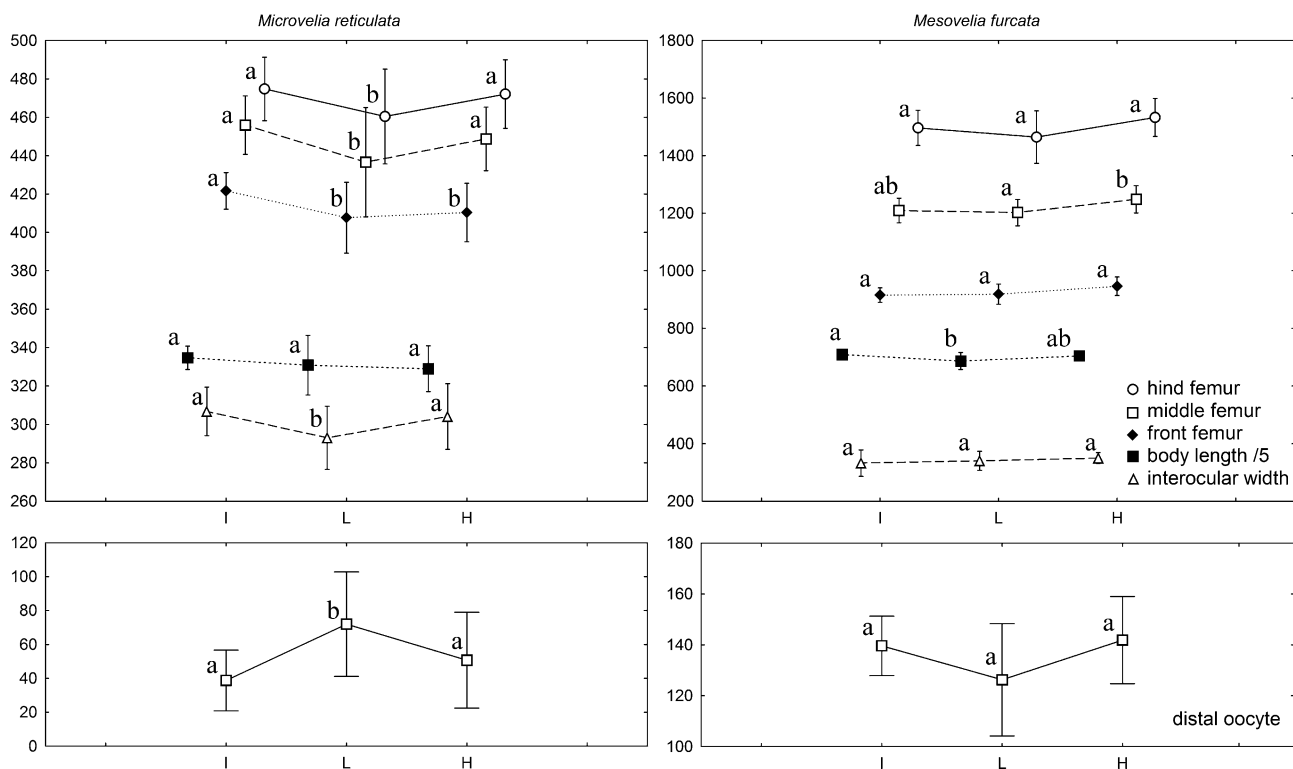 Microvelia reticulata
Mesovelia furcata
500
480
460
440
420
400
380
360
340
320
300
280
260
a
b
a
a
b
a
a
b
b
a
a
a
a
b
a
I
L
H
1800
1600
1400
1200
1000
800
600
400
200
a
a
a
ab
a
b
a
a
a
a
b
ab
a
a
a
hind femur
middle femur
front femur
body length /5
interocular width
I
L
H
120
100
80
60
40
20
0
a
b
a
I
L
H
180
160
140
120
100
a
a
a
distal oocyte
I
L
H